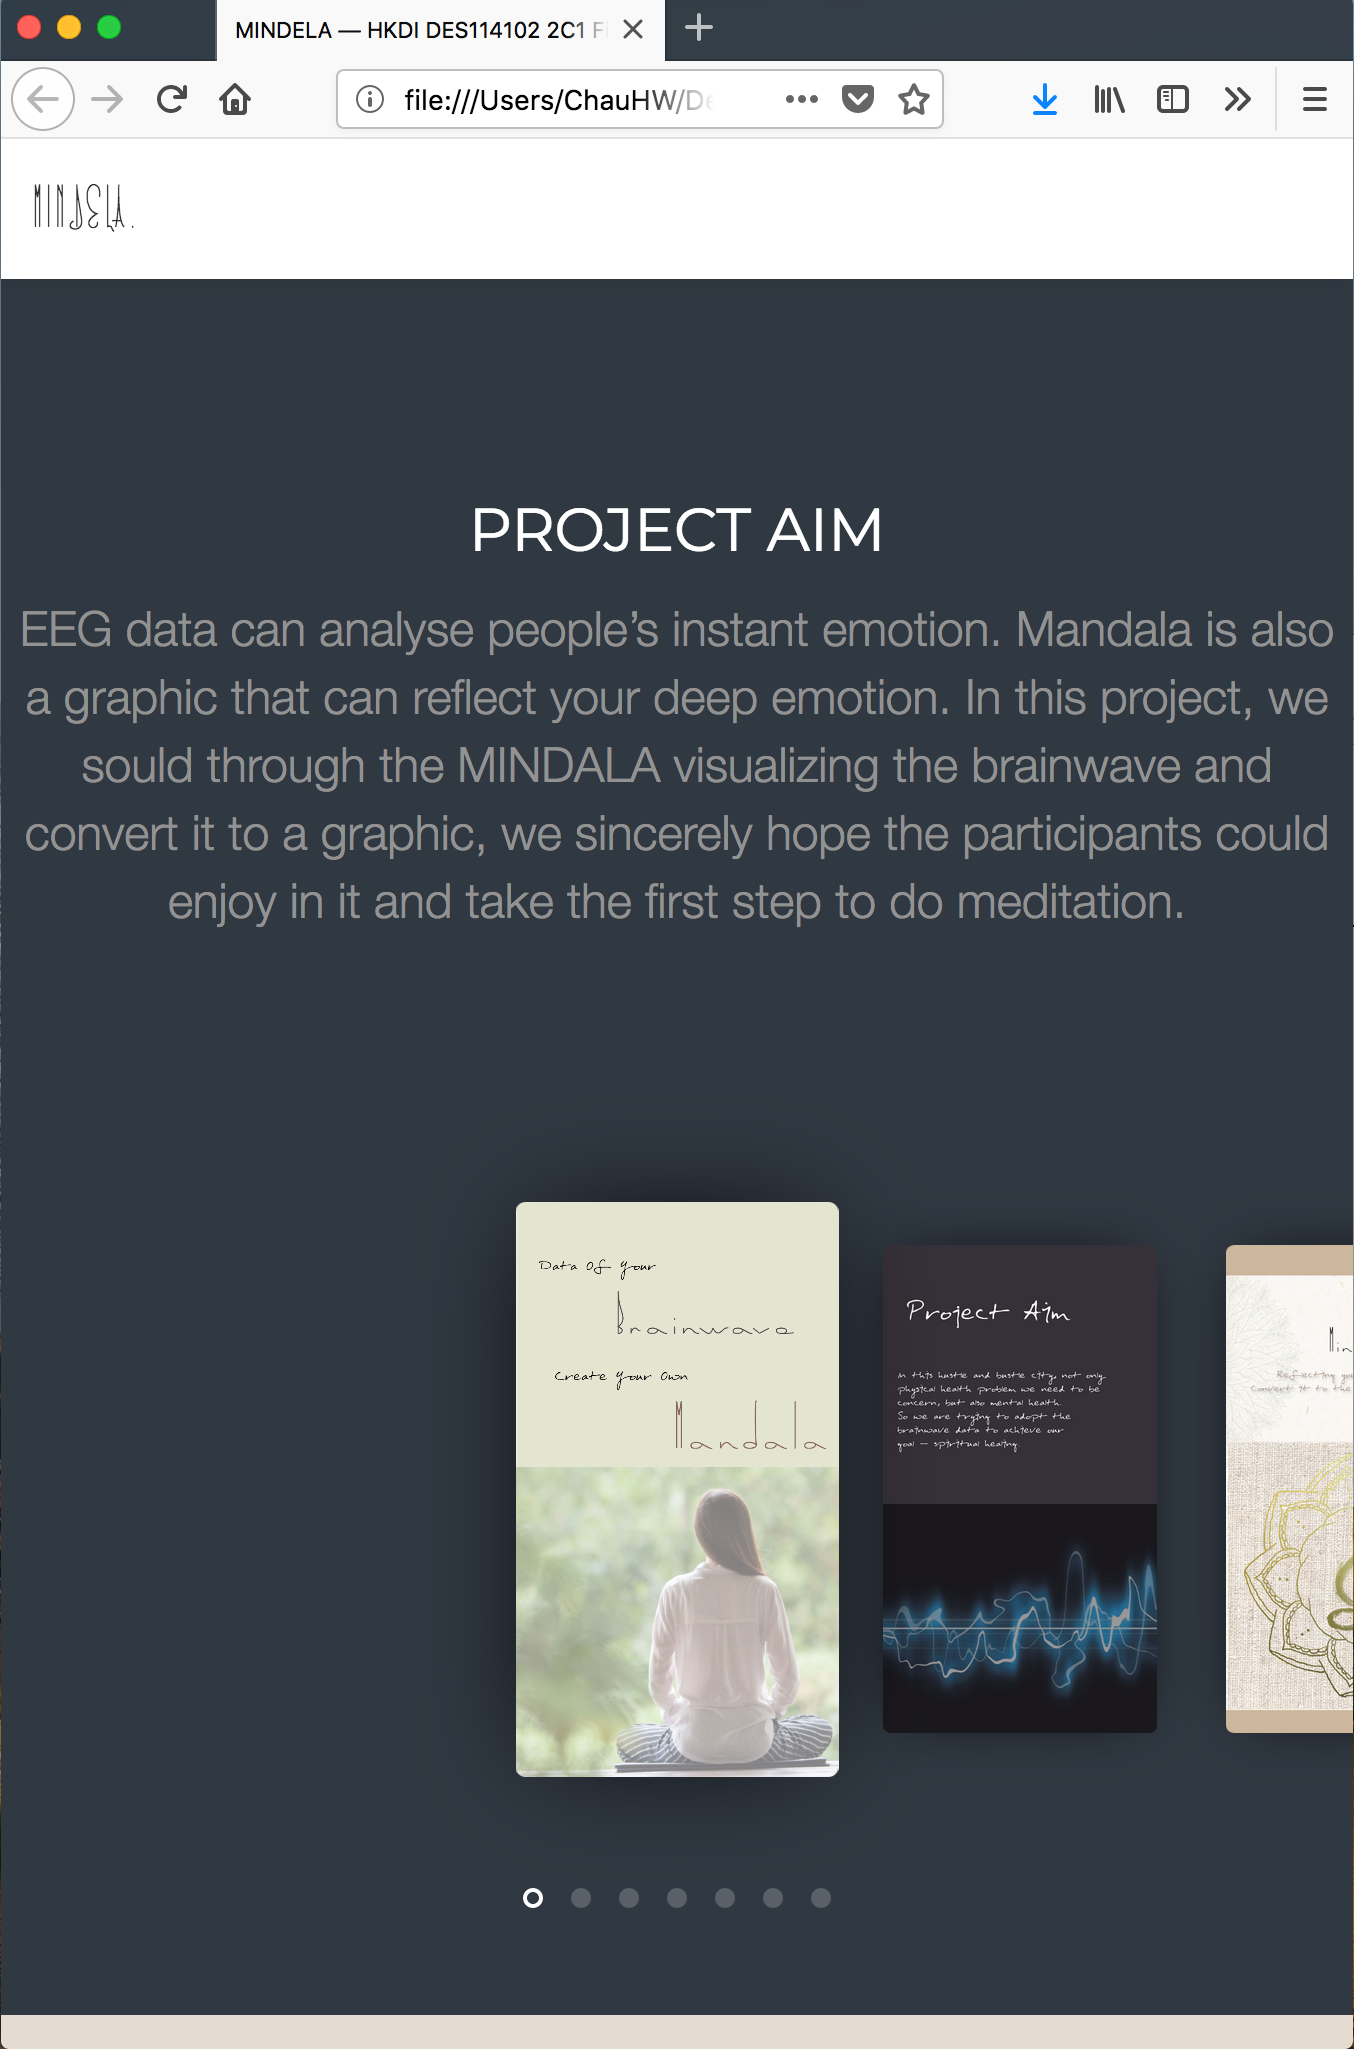 MINDELA — HKDI DES114102 2C1 F
file:///Users/ChauHW/De
MINDELA.
PROJECT AIM
EEG data can analyse people’s instant emotion. Mandala is also
a graphic that can reflect your deep emotion. In this project, we
sould through the MINDALA visualizing the brainwave and
convert it to a graphic, we sincerely hope the participants could
enjoy in it and take the first step to do meditation.
Data Of Your
Brainwave
Create Your Own
Mandala
Project Aim
In this hustle and bustle city, not only
physical health problem we need to be
concern, but also mental health.
So we are trying to adopt the
brainwave data to achieve our
goal — spiritual healing.
Min
Reflecting you
Convert it to the